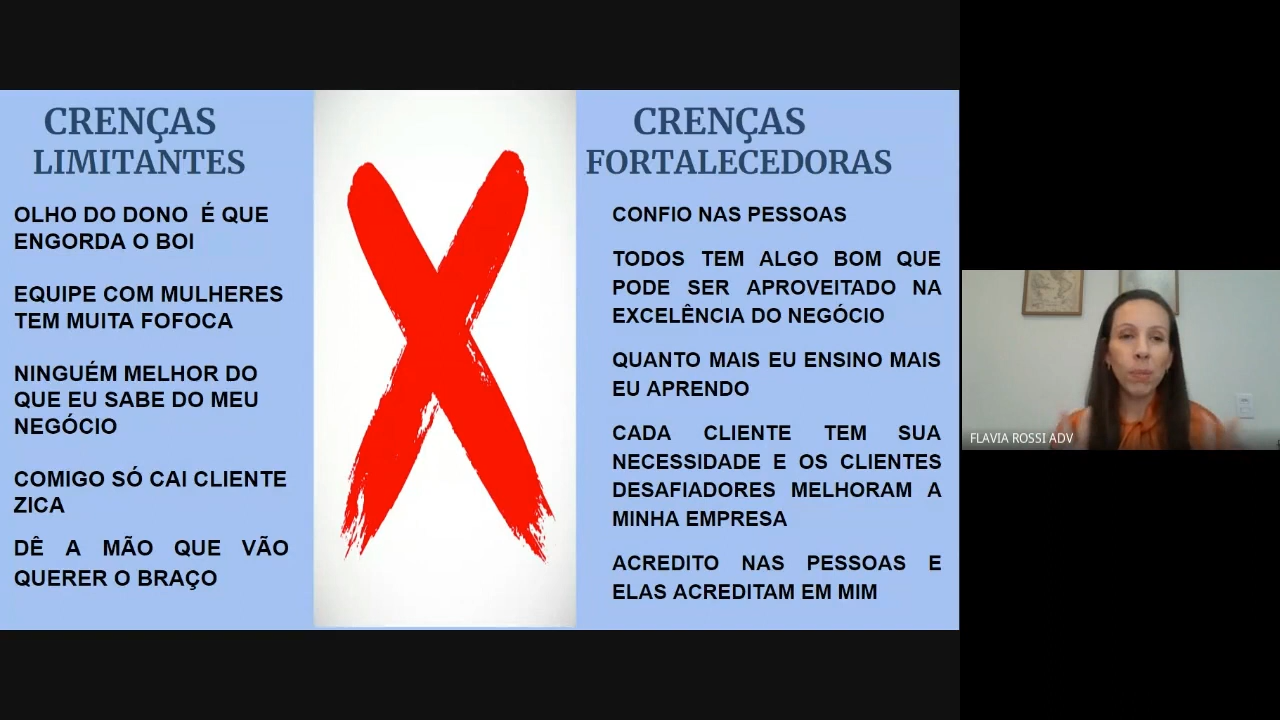 CRENÇAS
LIMITANTES
OLHO DO DONO É QUE
ENGORDA O BOI
EQUIPE COM MULHERES
TEM MUITA FOFOCA
NINGUÉM MELHOR DO
QUE EU SABE DO MEU
NEGÓCIO
COMIGO SÓ CAI CLIENTE
ZICA
DÊ A MÃO QUE VÃO
QUERER O BRAÇO
CRENÇAS
FORTALECEDORAS
CONFIO NAS PESSOAS
TODOS TEM ALGO BOM QUE
PODE SER APROVEITADO NA
EXCELÊNCIA DO NEGÓCIO
QUANTO MAIS EU ENSINO MAIS
EU APRENDO
CADA CLIENTE TEM SUA
NECESSIDADE E OS CLIENTES
DESAFIADORES MELHORAM A
MINHA EMPRESA
ACREDITO NAS PESSOAS E
ELAS ACREDITAM EM MIM
FLAVIA ROSSI ADV